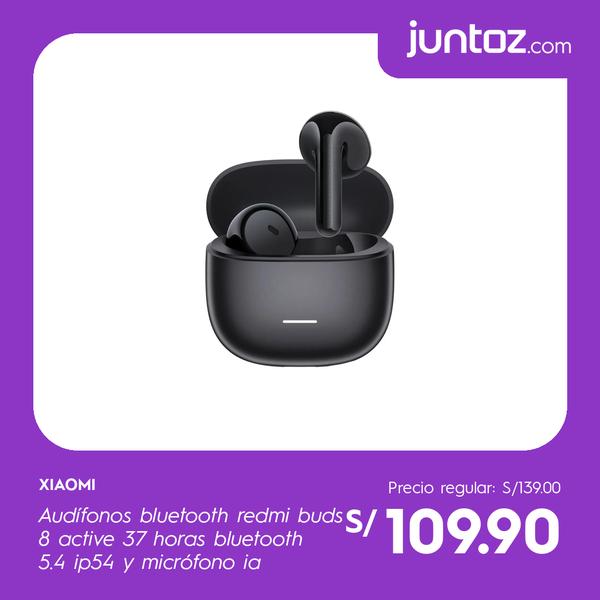 juntoz.com
XIAOMI
Audífonos bluetooth redmi buds
8 active 37 horas bluetooth
5.4 ip54 y micrófono ia
Precio regular: S/139.00
S/ 109.90